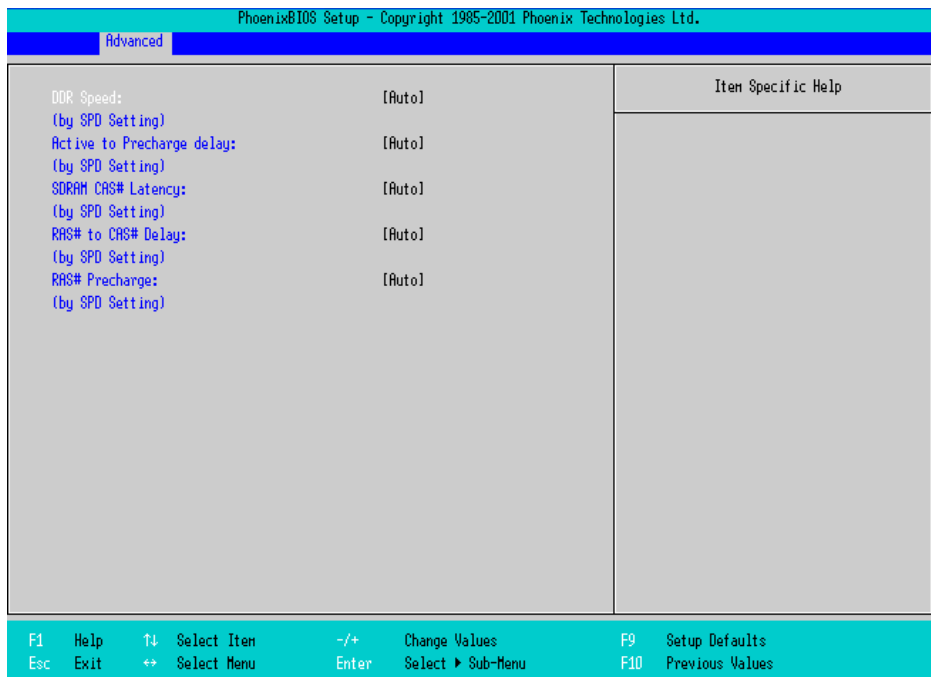 PhoenixBIOS Setup - Copyright 1985-2001 Phoenix Technologies Ltd.
Advanced
DDR Speed: [Auto]
(by SPD Setting)
Active to Precharge delay: [Auto]
(by SPD Setting)
SDRAM CAS# Latency: [Auto]
(by SPD Setting)
RAS# to CAS# Delay: [Auto]
(by SPD Setting)
RAS# Precharge: [Auto]
(by SPD Setting)
Item Specific Help
F1 Help ↑↓ Select Item -/+ Change Values F9 Setup Defaults
Esc Exit ↔ Select Menu Enter Select ▶ Sub-Menu F10 Previous Values